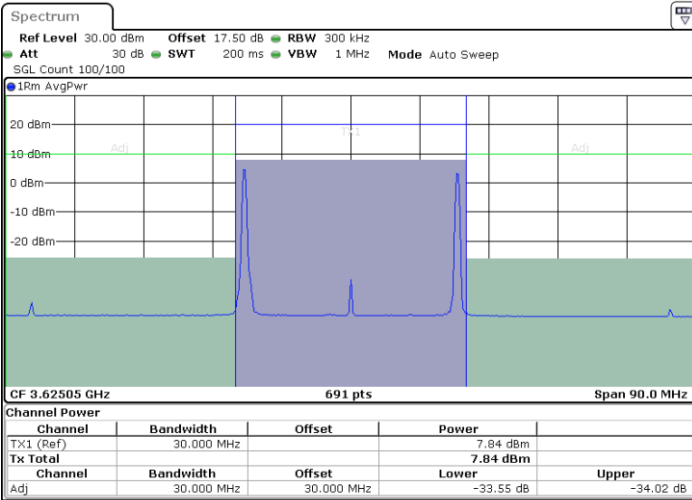 Spectrum
Ref Level 30.00 dBm Offset 17.50 dB RBW 300 kHz
Att 30 dB SWT 200 ms VBW 1 MHz Mode Auto Sweep
SGL Count 100/100
1Rm AvgPwr
20 dBm
TX1
Adj
Adj
10 dBm
0 dBm
-10 dBm
-20 dBm
CF 3.62505 GHz 691 pts Span 90.0 MHz
Channel Power
Channel Bandwidth Offset Power
TX1 (Ref) 30.000 MHz 7.84 dBm
Tx Total 7.84 dBm
Channel Bandwidth Offset Lower Upper
Adj 30.000 MHz 30.000 MHz -33.55 dB -34.02 dB